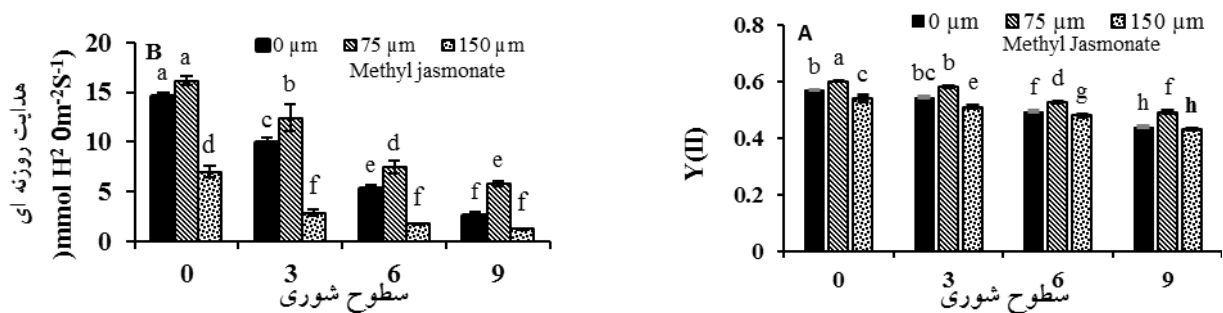 B
0 µm 75 µm 150 µm
Methyl jasmonate
20
15
10
5
0
a a d
c b f
e d f
f e f
0 3 6 9
سطوح شوری
هدایت روزنه ای
)mmol H² 0m⁻²S⁻¹)
A
0 µm 75 µm 150 µm
Methyl Jasmonate
0.8
0.6
0.4
0.2
0
b a c
bc b e
f d g
h f h
0 3 6 9
سطوح شوری
Y(II)